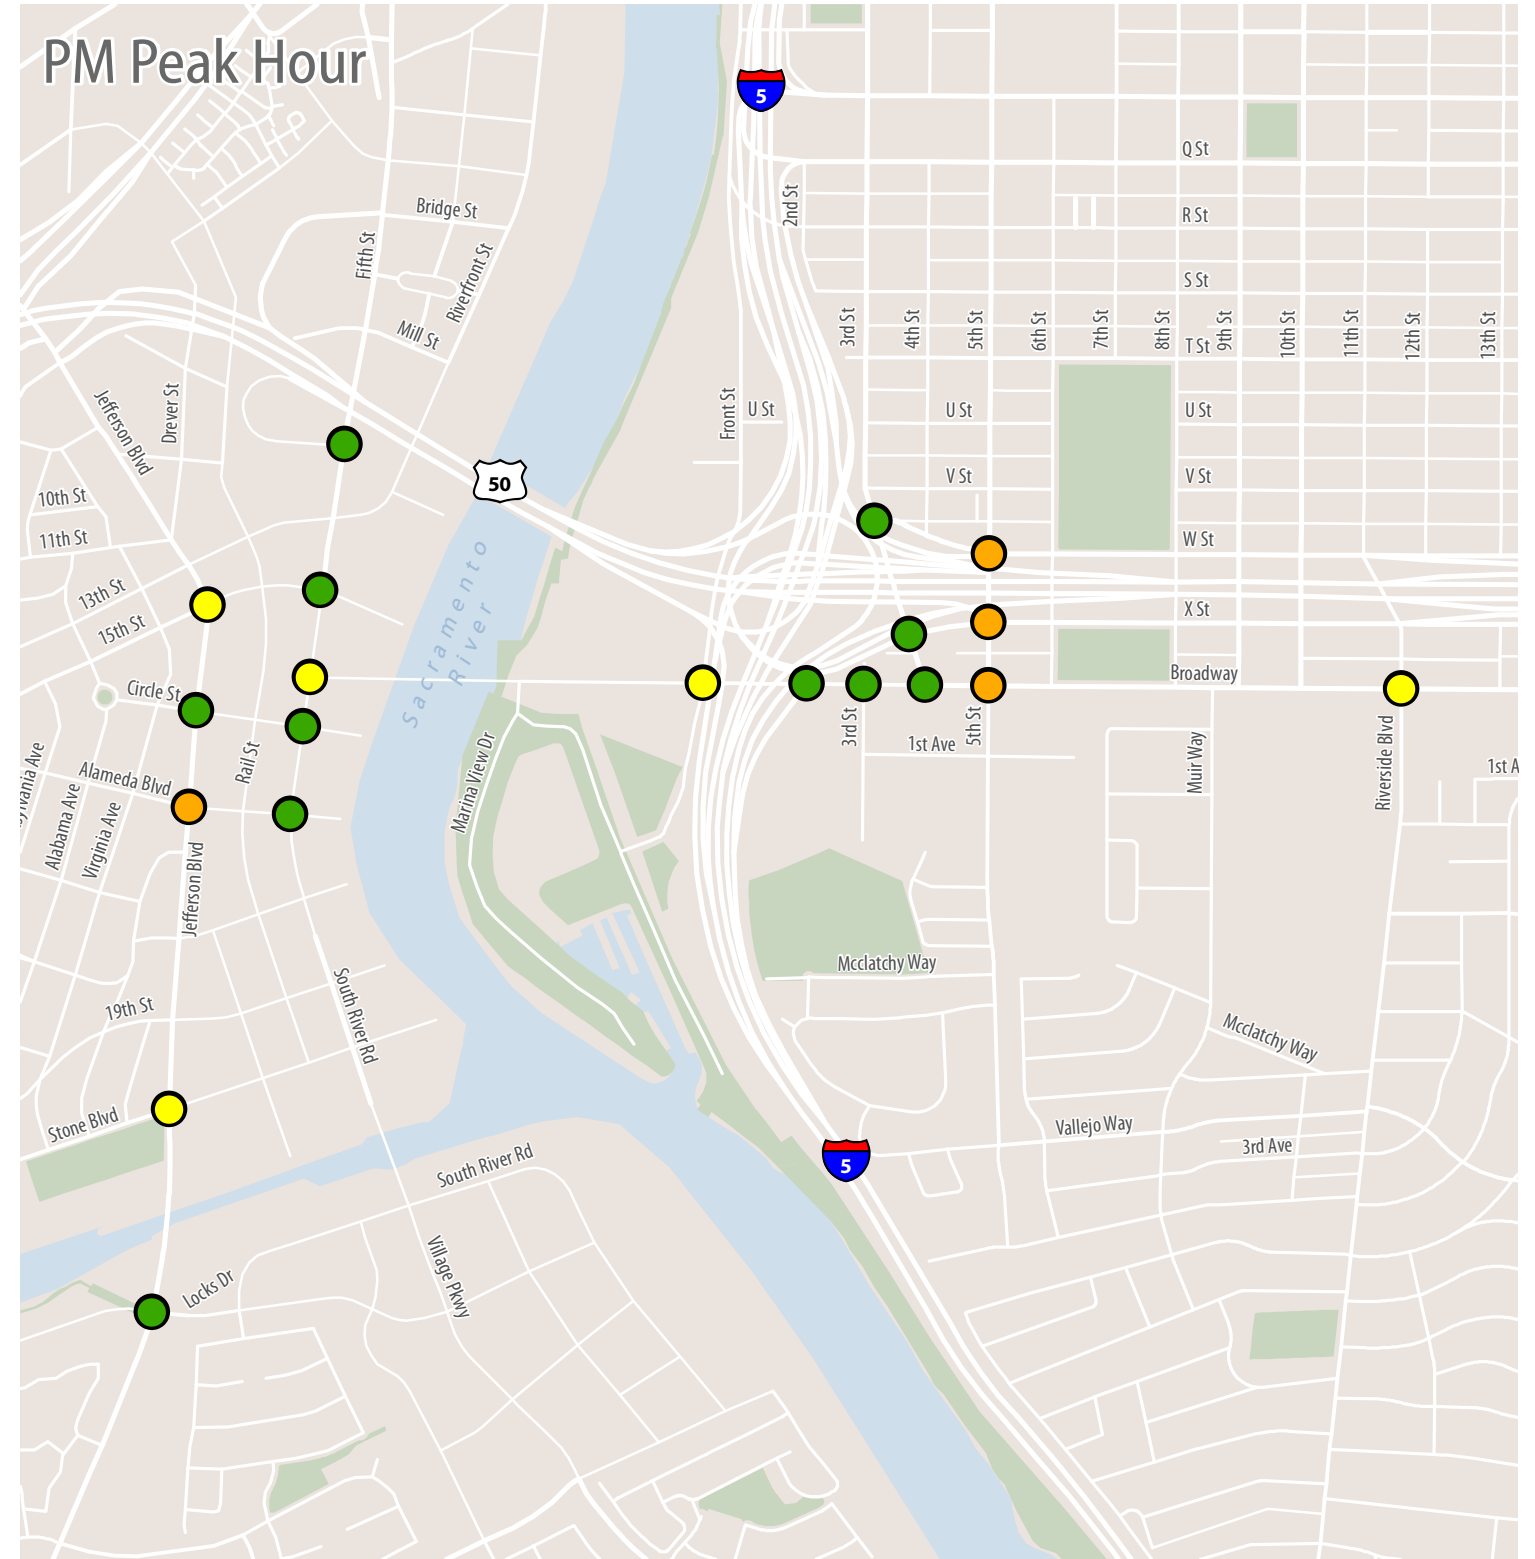 PM Peak Hour
5
Q St
2nd St
R St
Bridge St
Fifth St
Riverfront St
S St
Mill St
3rd St
4th St
5th St
6th St
7th St
8th St
9th St
10th St
11th St
12th St
13th St
T St
Jefferson Blvd
Drever St
Front St
U St
U St
U St
V St
V St
50
10th St
11th St
W St
13th St
15th St
Sacramento
River
X St
Circle St
Broadway
3rd St
5th St
1st Ave
Rail St
Marina View Dr
Muir Way
Riverside Blvd
1st A
sylvania Ave
Alameda Blvd
Alabama Ave
Virginia Ave
Jefferson Blvd
Mcclatchy Way
19th St
South River Rd
Mcclatchy Way
Stone Blvd
Vallejo Way
3rd Ave
5
South River Rd
Village Pkwy
Locks Dr